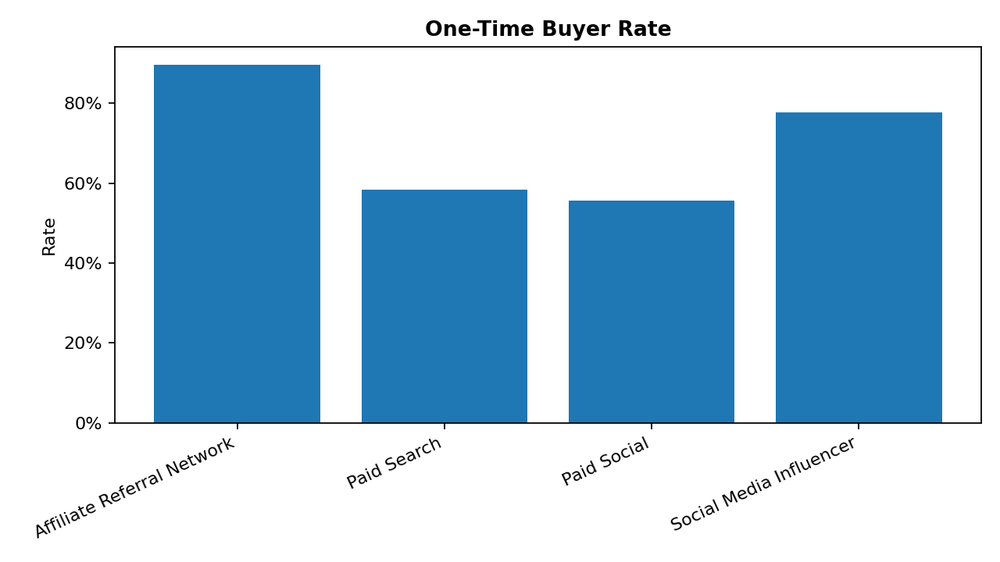 One-Time Buyer Rate
Rate
80%
60%
40%
20%
0%
Affiliate Referral Network
Paid Search
Paid Social
Social Media Influencer